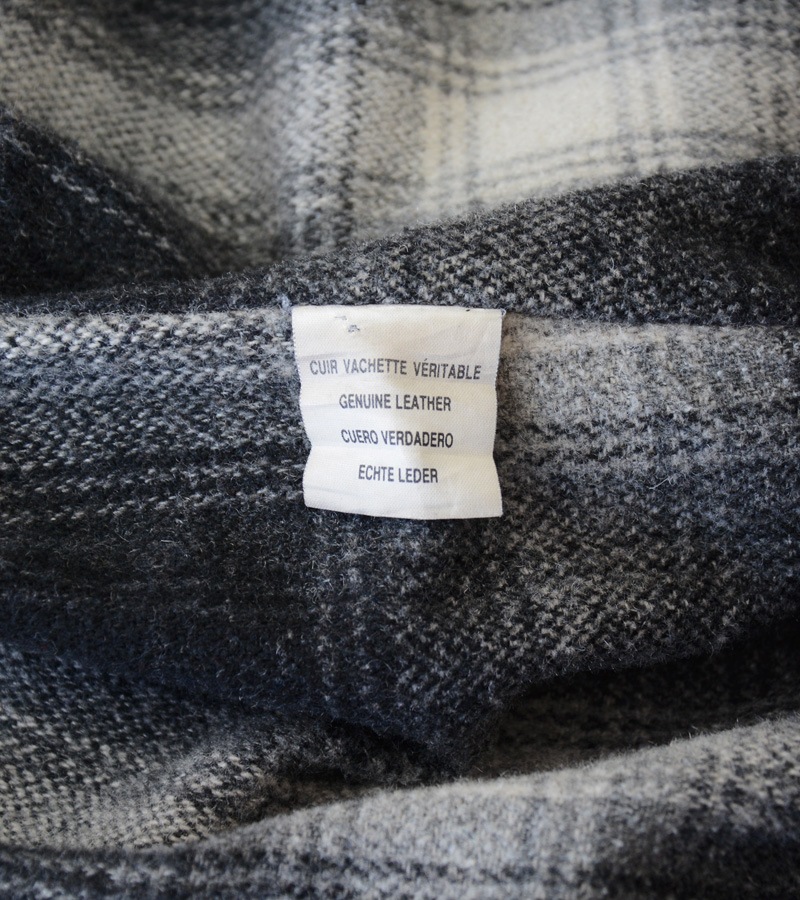 CUIR VACHETTE VÉRITABLE
GENUINE LEATHER
CUERO VERDADERO
ECHTE LEDER